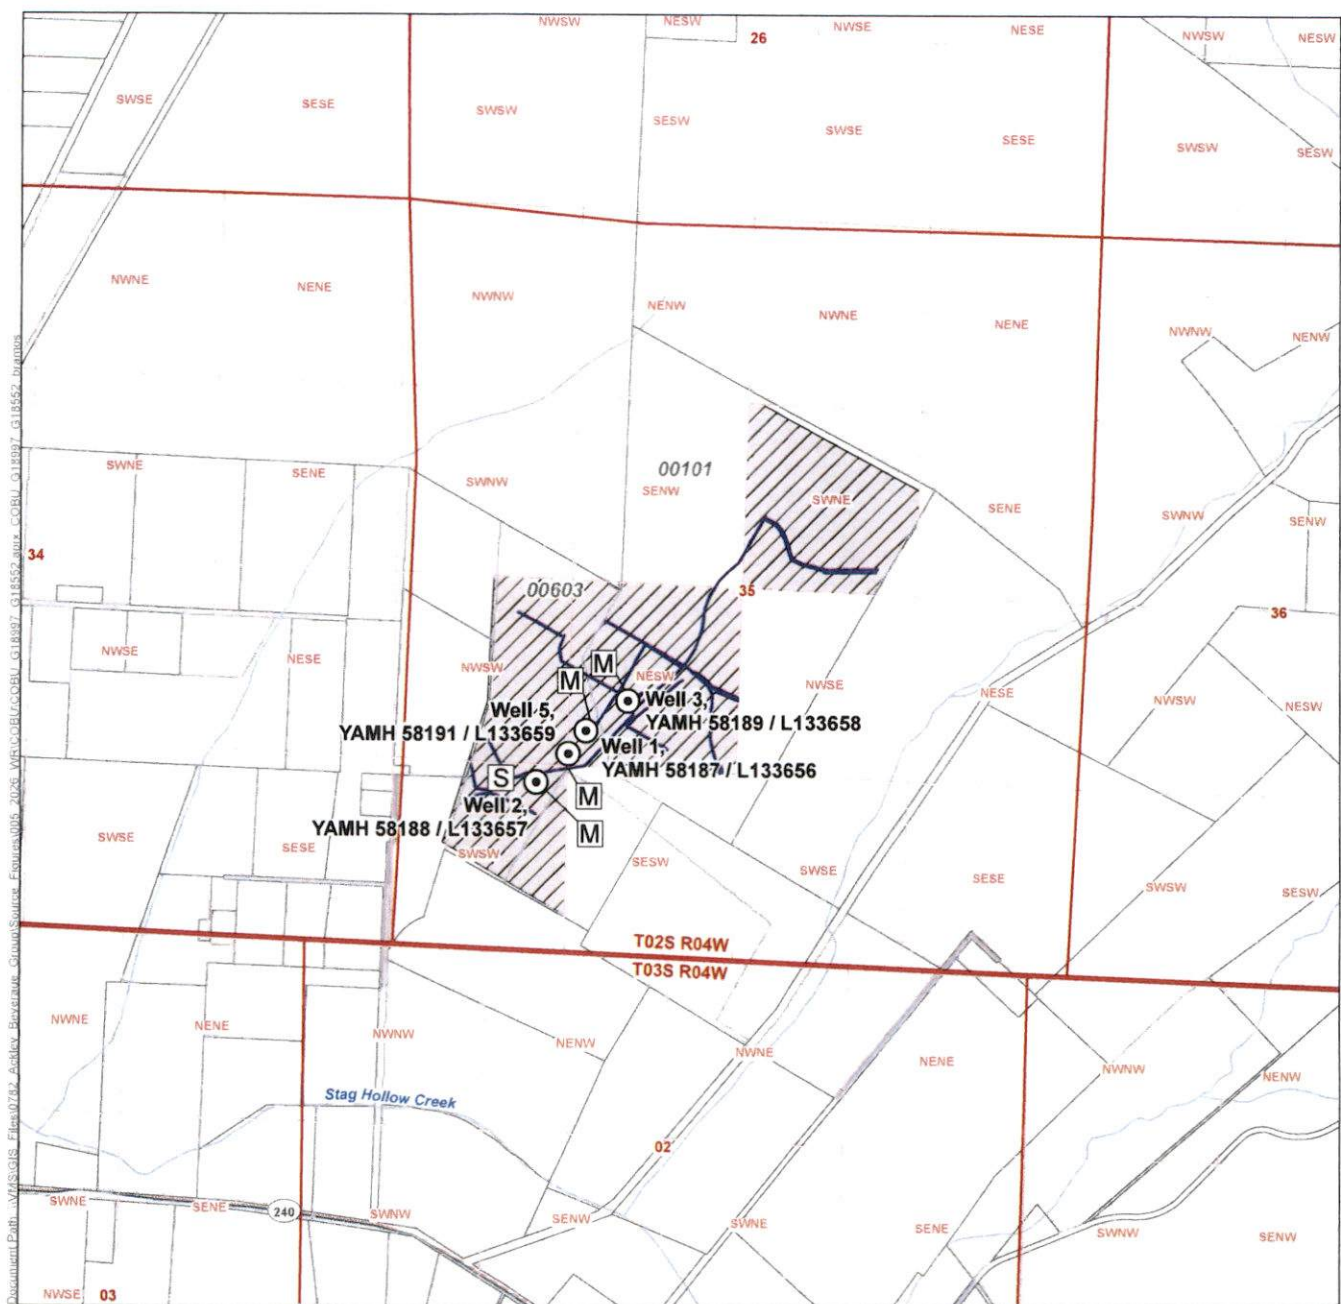 NWSW
NESW
26
NWSE
NESE
NWSW
NESW
SWSE
SESE
SWSW
SESW
SWSE
SESE
SWSW
SESW
NWNE
NENE
NWNW
NENW
NWNE
NENE
NWNW
NENW
SWNE
SENE
SWNW
00101
SENW
SWNE
SENE
SWNW
SENW
34
00603
35
36
NWSE
NESE
NWSW
M
M
NESW
NWSE
NESE
NWSW
NESW
Well 3,
YAMH 58189 / L133658
Well 5,
YAMH 58191 / L133659
Well 1,
YAMH 58187 / L133656
S
M
Well 2,
YAMH 58188 / L133657
M
SWSE
SESE
SWSW
SESW
SWSE
SESE
SWSW
SESW
T02S R04W
T03S R04W
NWNE
NENE
NWNW
NENW
NWNE
NENE
NWNW
NENW
Stag Hollow Creek
02
SWNE
SENE
240
SWNW
SENW
SWNE
SENE
SWNW
SENW
NWSE
03